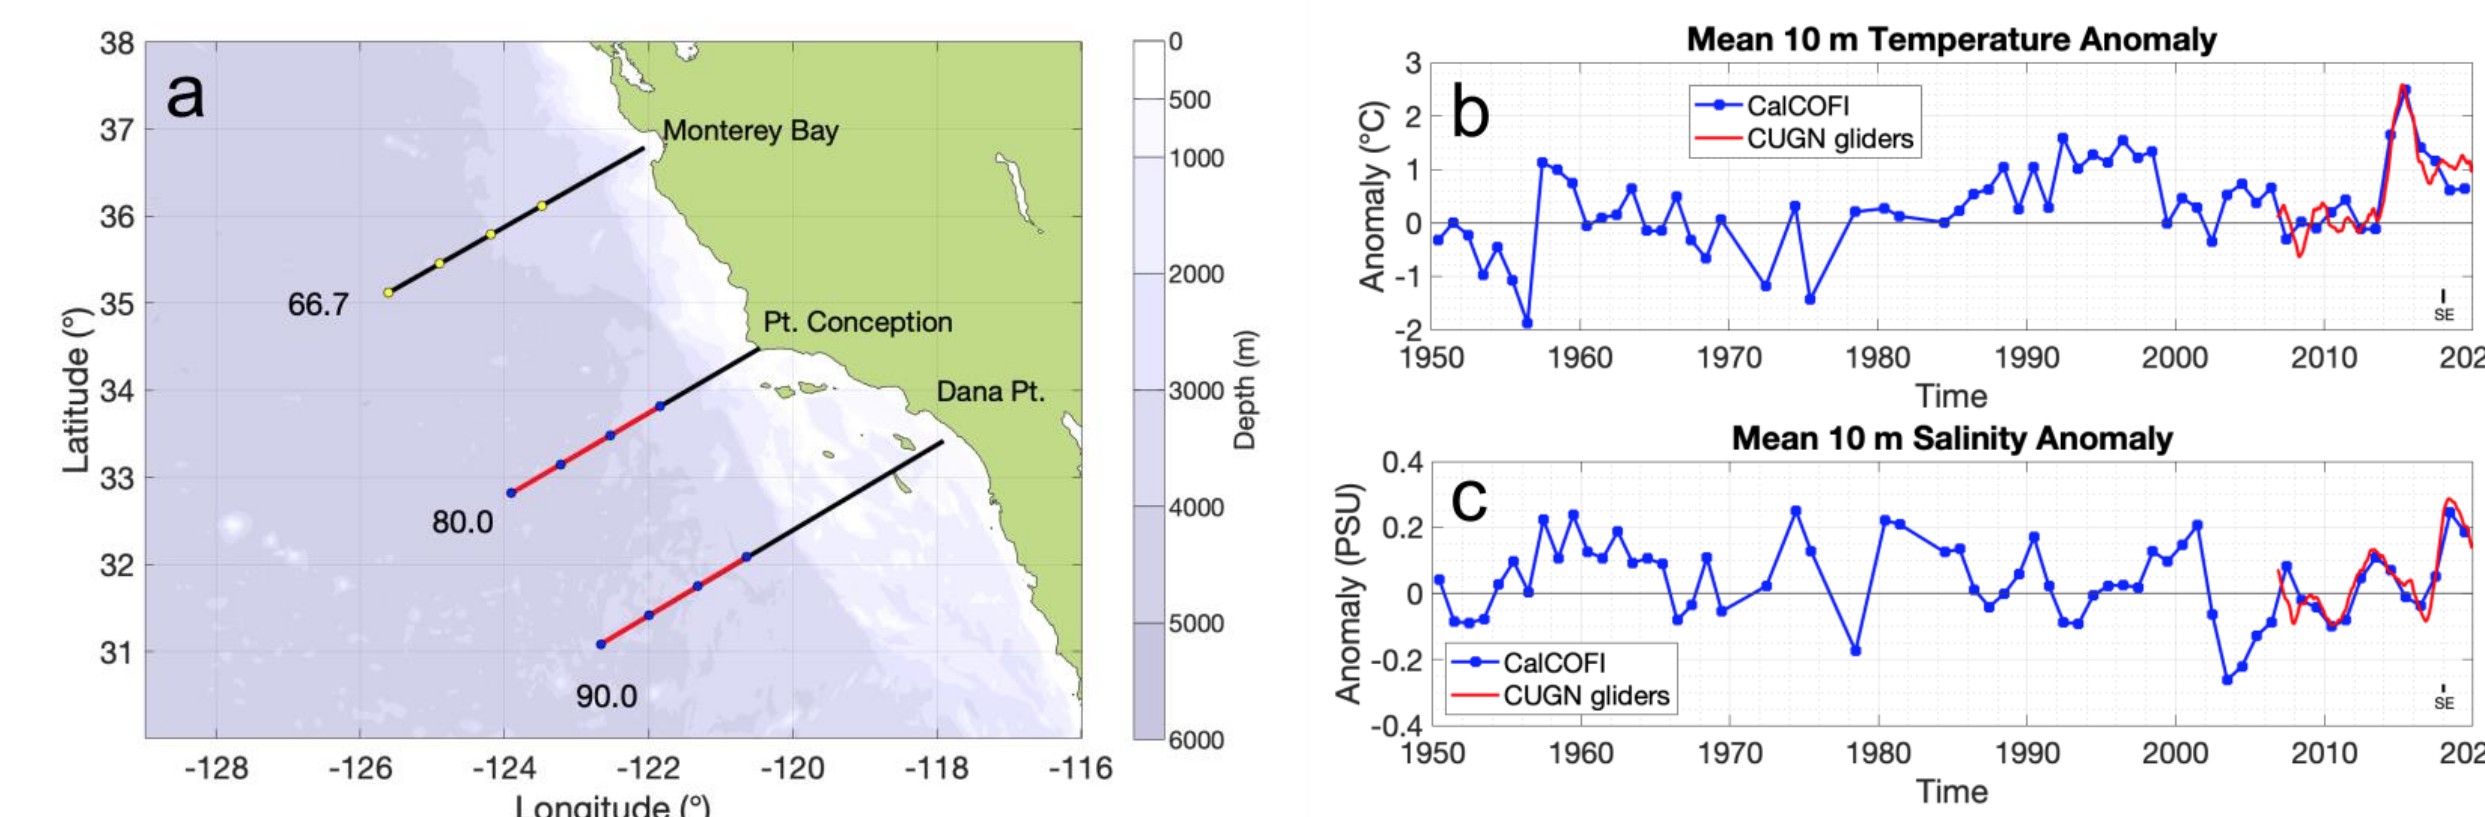 a
38
37
36
35
34
33
32
31
Latitude (°)
Monterey Bay
66.7
Pt. Conception
Dana Pt.
80.0
90.0
-128
-126
-124
-122
-120
-118
-116
Longitude (°)
0
500
1000
2000
3000
4000
5000
6000
Depth (m)
Mean 10 m Temperature Anomaly
b
CalCOFI
CUGN gliders
3
2
1
0
-1
-2
Anomaly (°C)
SE
1950
1960
1970
1980
1990
2000
2010
202
Time
Mean 10 m Salinity Anomaly
c
0.4
0.2
0
-0.2
-0.4
Anomaly (PSU)
CalCOFI
CUGN gliders
SE
1950
1960
1970
1980
1990
2000
2010
202
Time